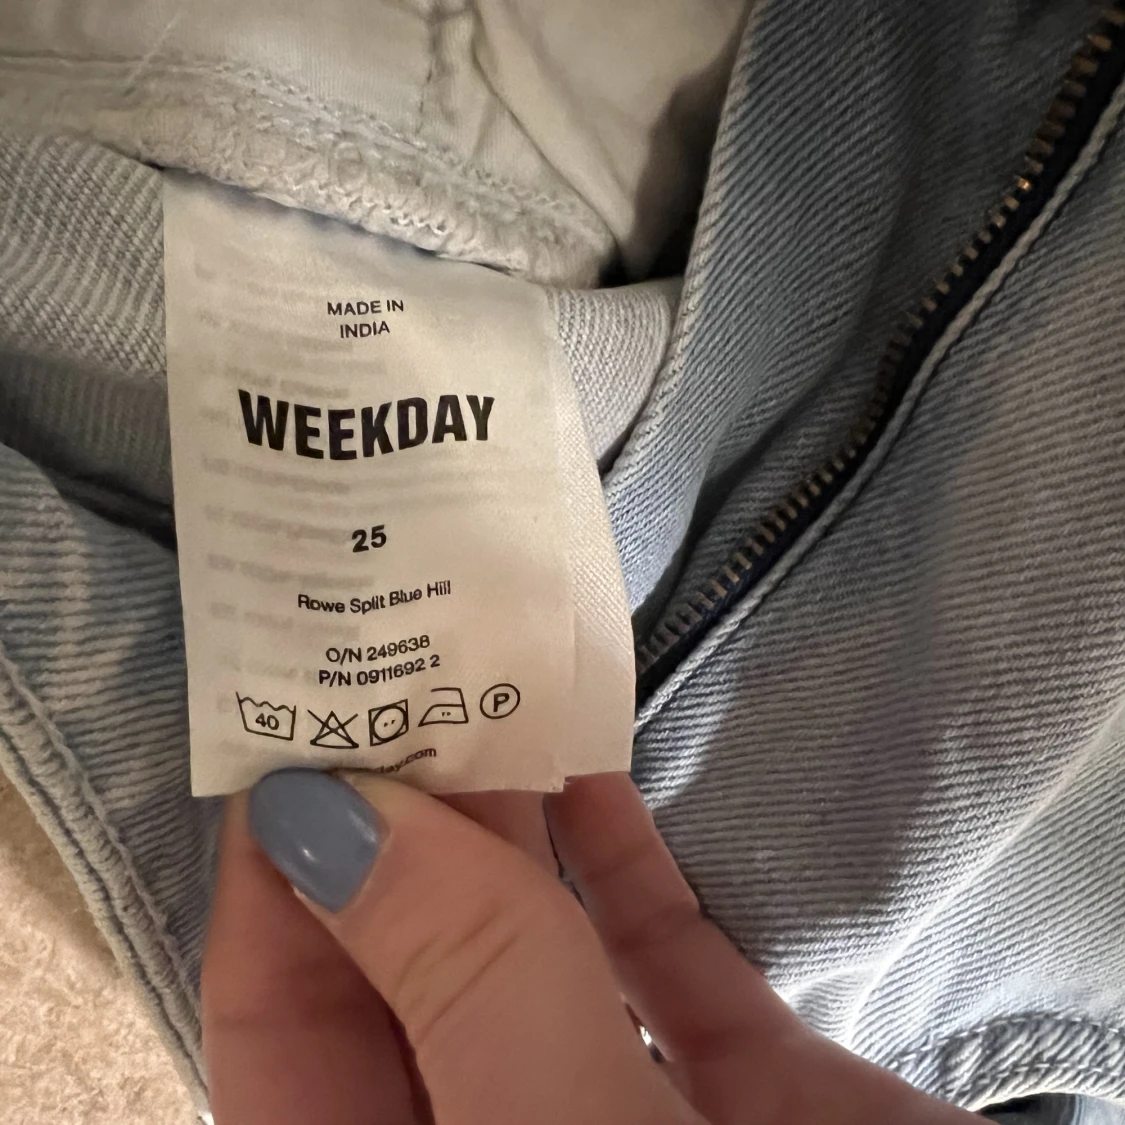 MADE IN
INDIA
WEEKDAY
25
Rowe Split Blue Hill
O/N 249638
P/N 0911692 2
40
P